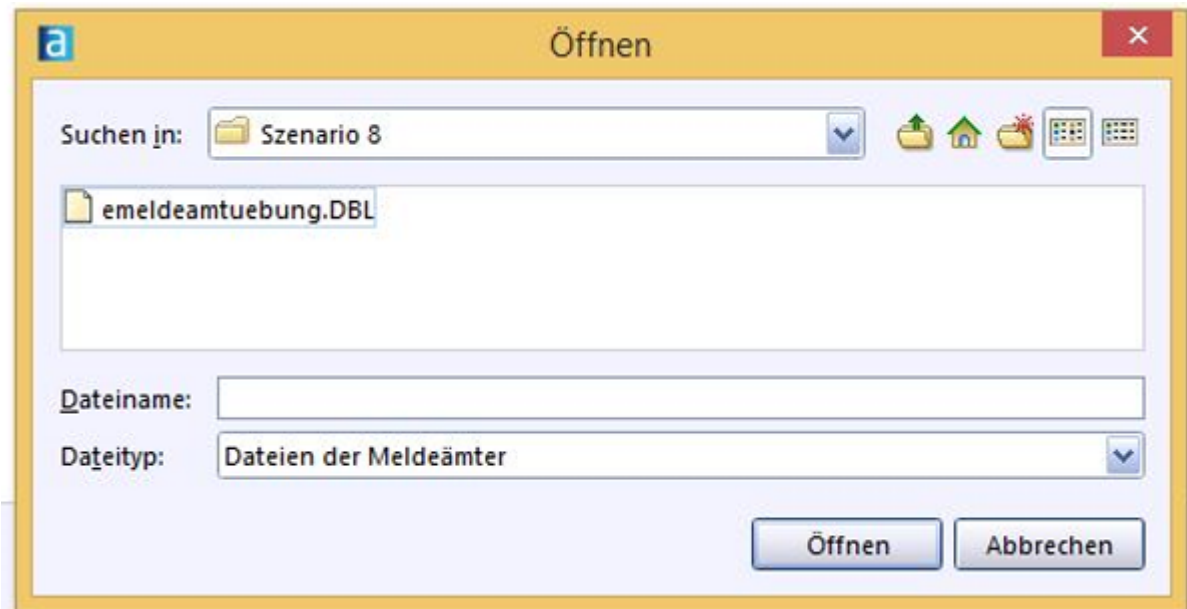 a
Öffnen
Suchen in: Szenario 8
emeldeamtuebung.DBL
Dateiname:
Dateityp: Dateien der Meldeämter
Öffnen Abbrechen